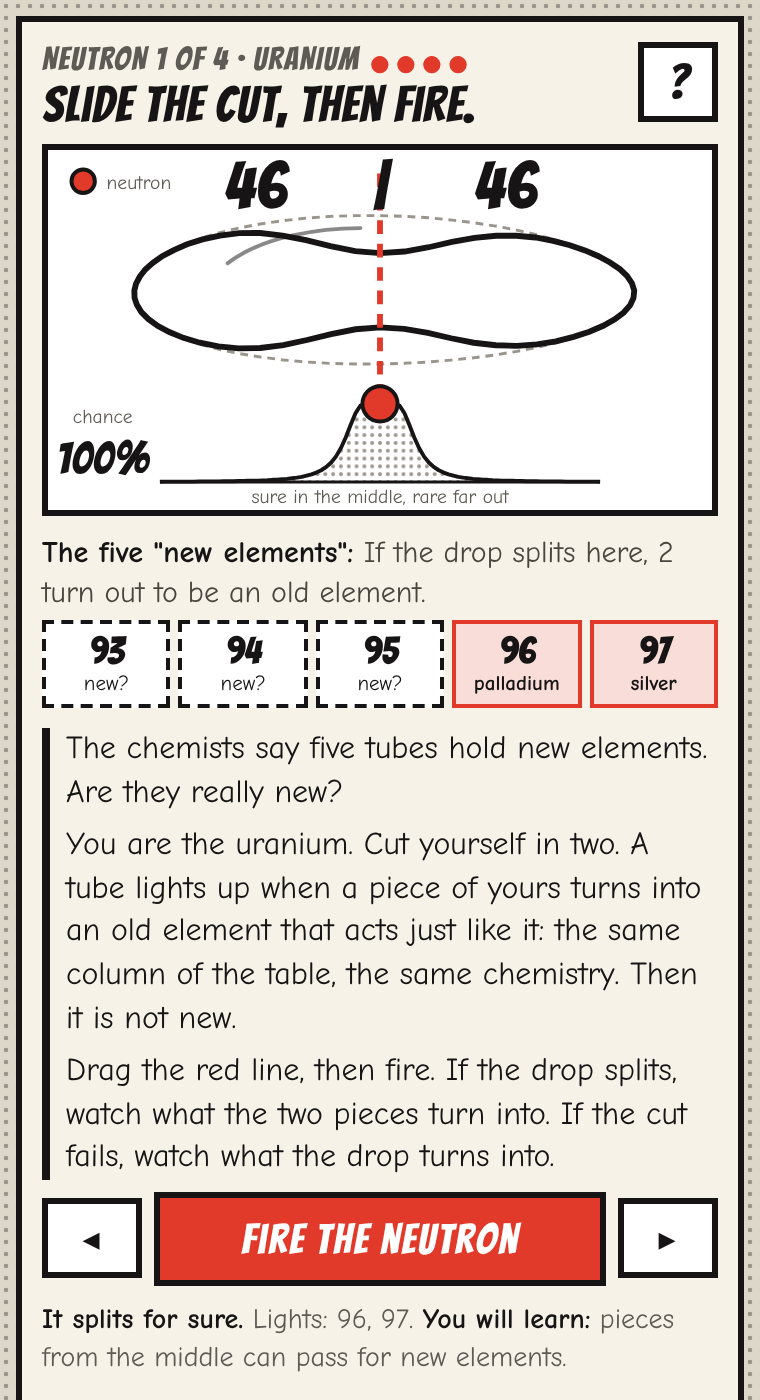 NEUTRON 1 OF 4 · URANIUM
?
SLIDE THE CUT, THEN FIRE.
neutron
46 / 46
chance
100%
sure in the middle, rare far out
The five "new elements": If the drop splits here, 2
turn out to be an old element.
93 94 95 96 97
new? new? new? palladium silver
The chemists say five tubes hold new elements.
Are they really new?
You are the uranium. Cut yourself in two. A
tube lights up when a piece of yours turns into
an old element that acts just like it: the same
column of the table, the same chemistry. Then
it is not new.
Drag the red line, then fire. If the drop splits,
watch what the two pieces turn into. If the cut
fails, watch what the drop turns into.
◄ FIRE THE NEUTRON ►
It splits for sure. Lights: 96, 97. You will learn: pieces
from the middle can pass for new elements.